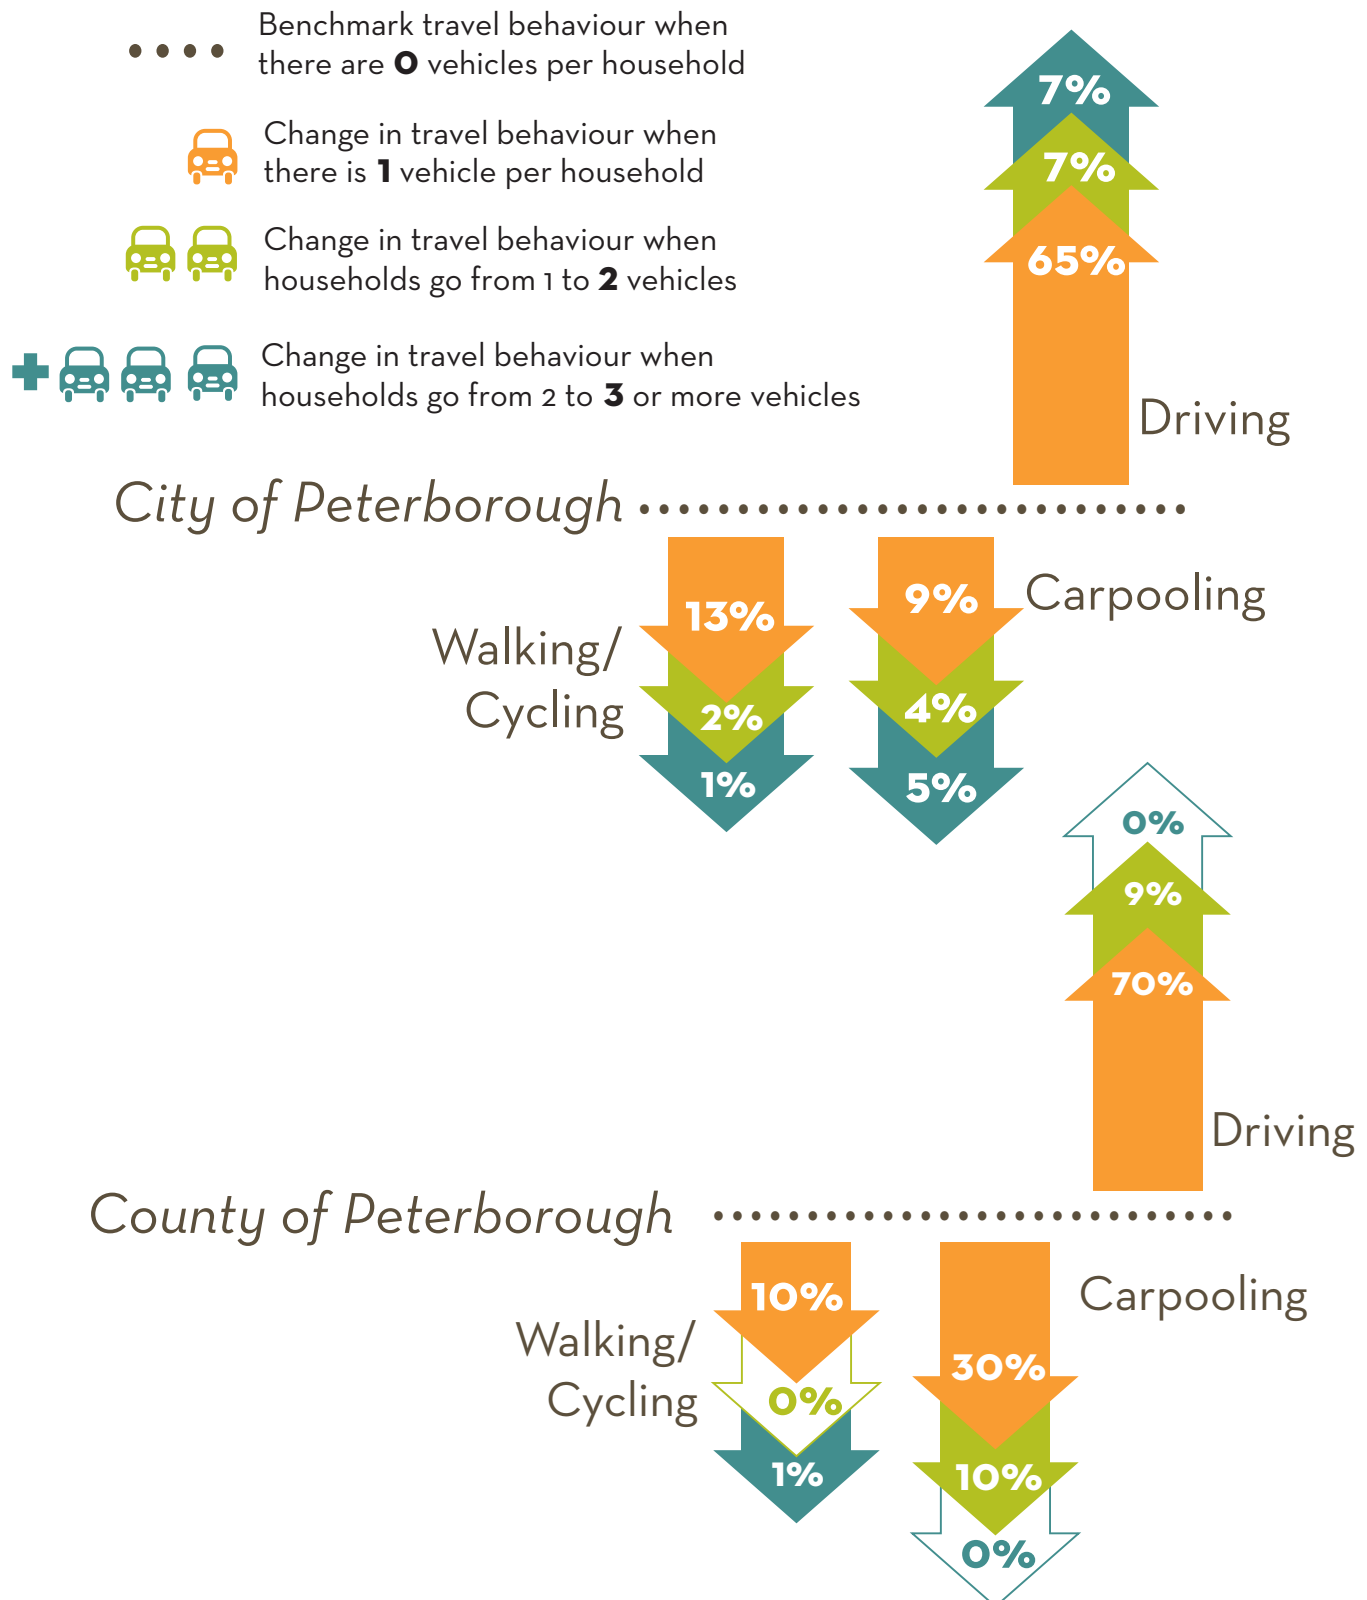 Benchmark travel behaviour when
there are 0 vehicles per household
Change in travel behaviour when
there is 1 vehicle per household
Change in travel behaviour when
households go from 1 to 2 vehicles
Change in travel behaviour when
households go from 2 to 3 or more vehicles
7%
7%
65%
Driving
City of Peterborough
13%
2%
1%
Walking/
Cycling
9%
4%
5%
Carpooling
0%
9%
70%
Driving
County of Peterborough
10%
0%
1%
Walking/
Cycling
30%
10%
0%
Carpooling